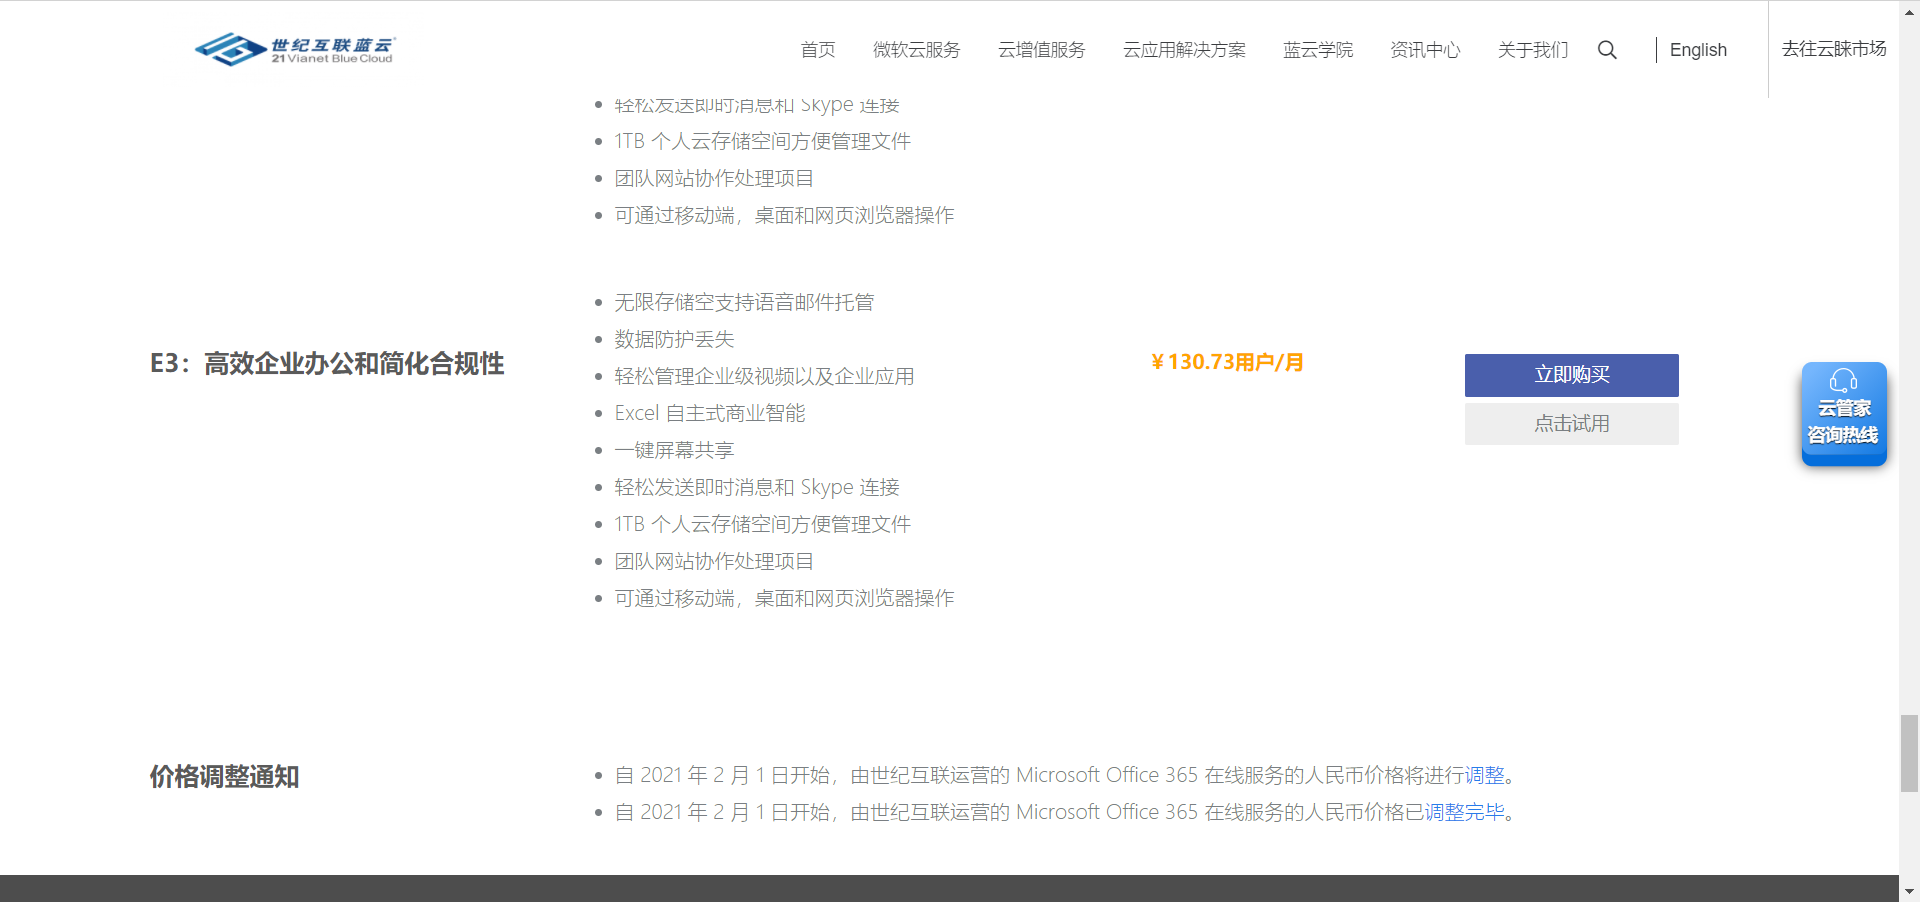 世纪互联蓝云
21Vianet Blue Cloud
首页 微软云服务 云增值服务 云应用解决方案 蓝云学院 资讯中心 关于我们 English 去往云睐市场
轻松发送即时消息和 Skype 连接
1TB 个人云存储空间方便管理文件
团队网站协作处理项目
可通过移动端，桌面和网页浏览器操作
E3：高效企业办公和简化合规性
无限存储空支持语音邮件托管
数据防护丢失
轻松管理企业级视频以及企业应用
Excel 自主式商业智能
一键屏幕共享
轻松发送即时消息和 Skype 连接
1TB 个人云存储空间方便管理文件
团队网站协作处理项目
可通过移动端，桌面和网页浏览器操作
￥130.73用户/月
立即购买
点击试用
云管家
咨询热线
价格调整通知
自 2021 年 2 月 1 日开始，由世纪互联运营的 Microsoft Office 365 在线服务的人民币价格将进行调整。
自 2021 年 2 月 1 日开始，由世纪互联运营的 Microsoft Office 365 在线服务的人民币价格已调整完毕。